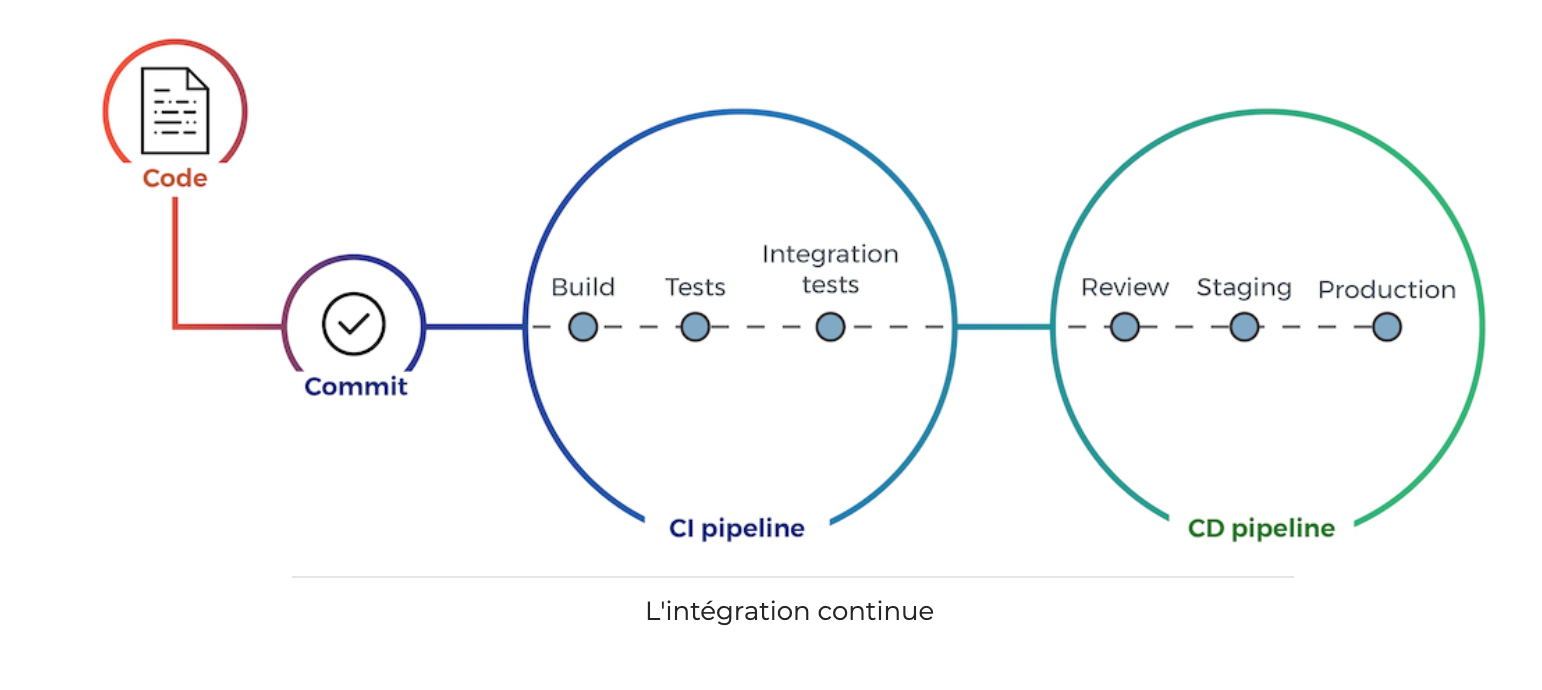 Code
Commit
Build
Tests
Integration
tests
CI pipeline
Review
Staging
Production
CD pipeline
L'intégration continue